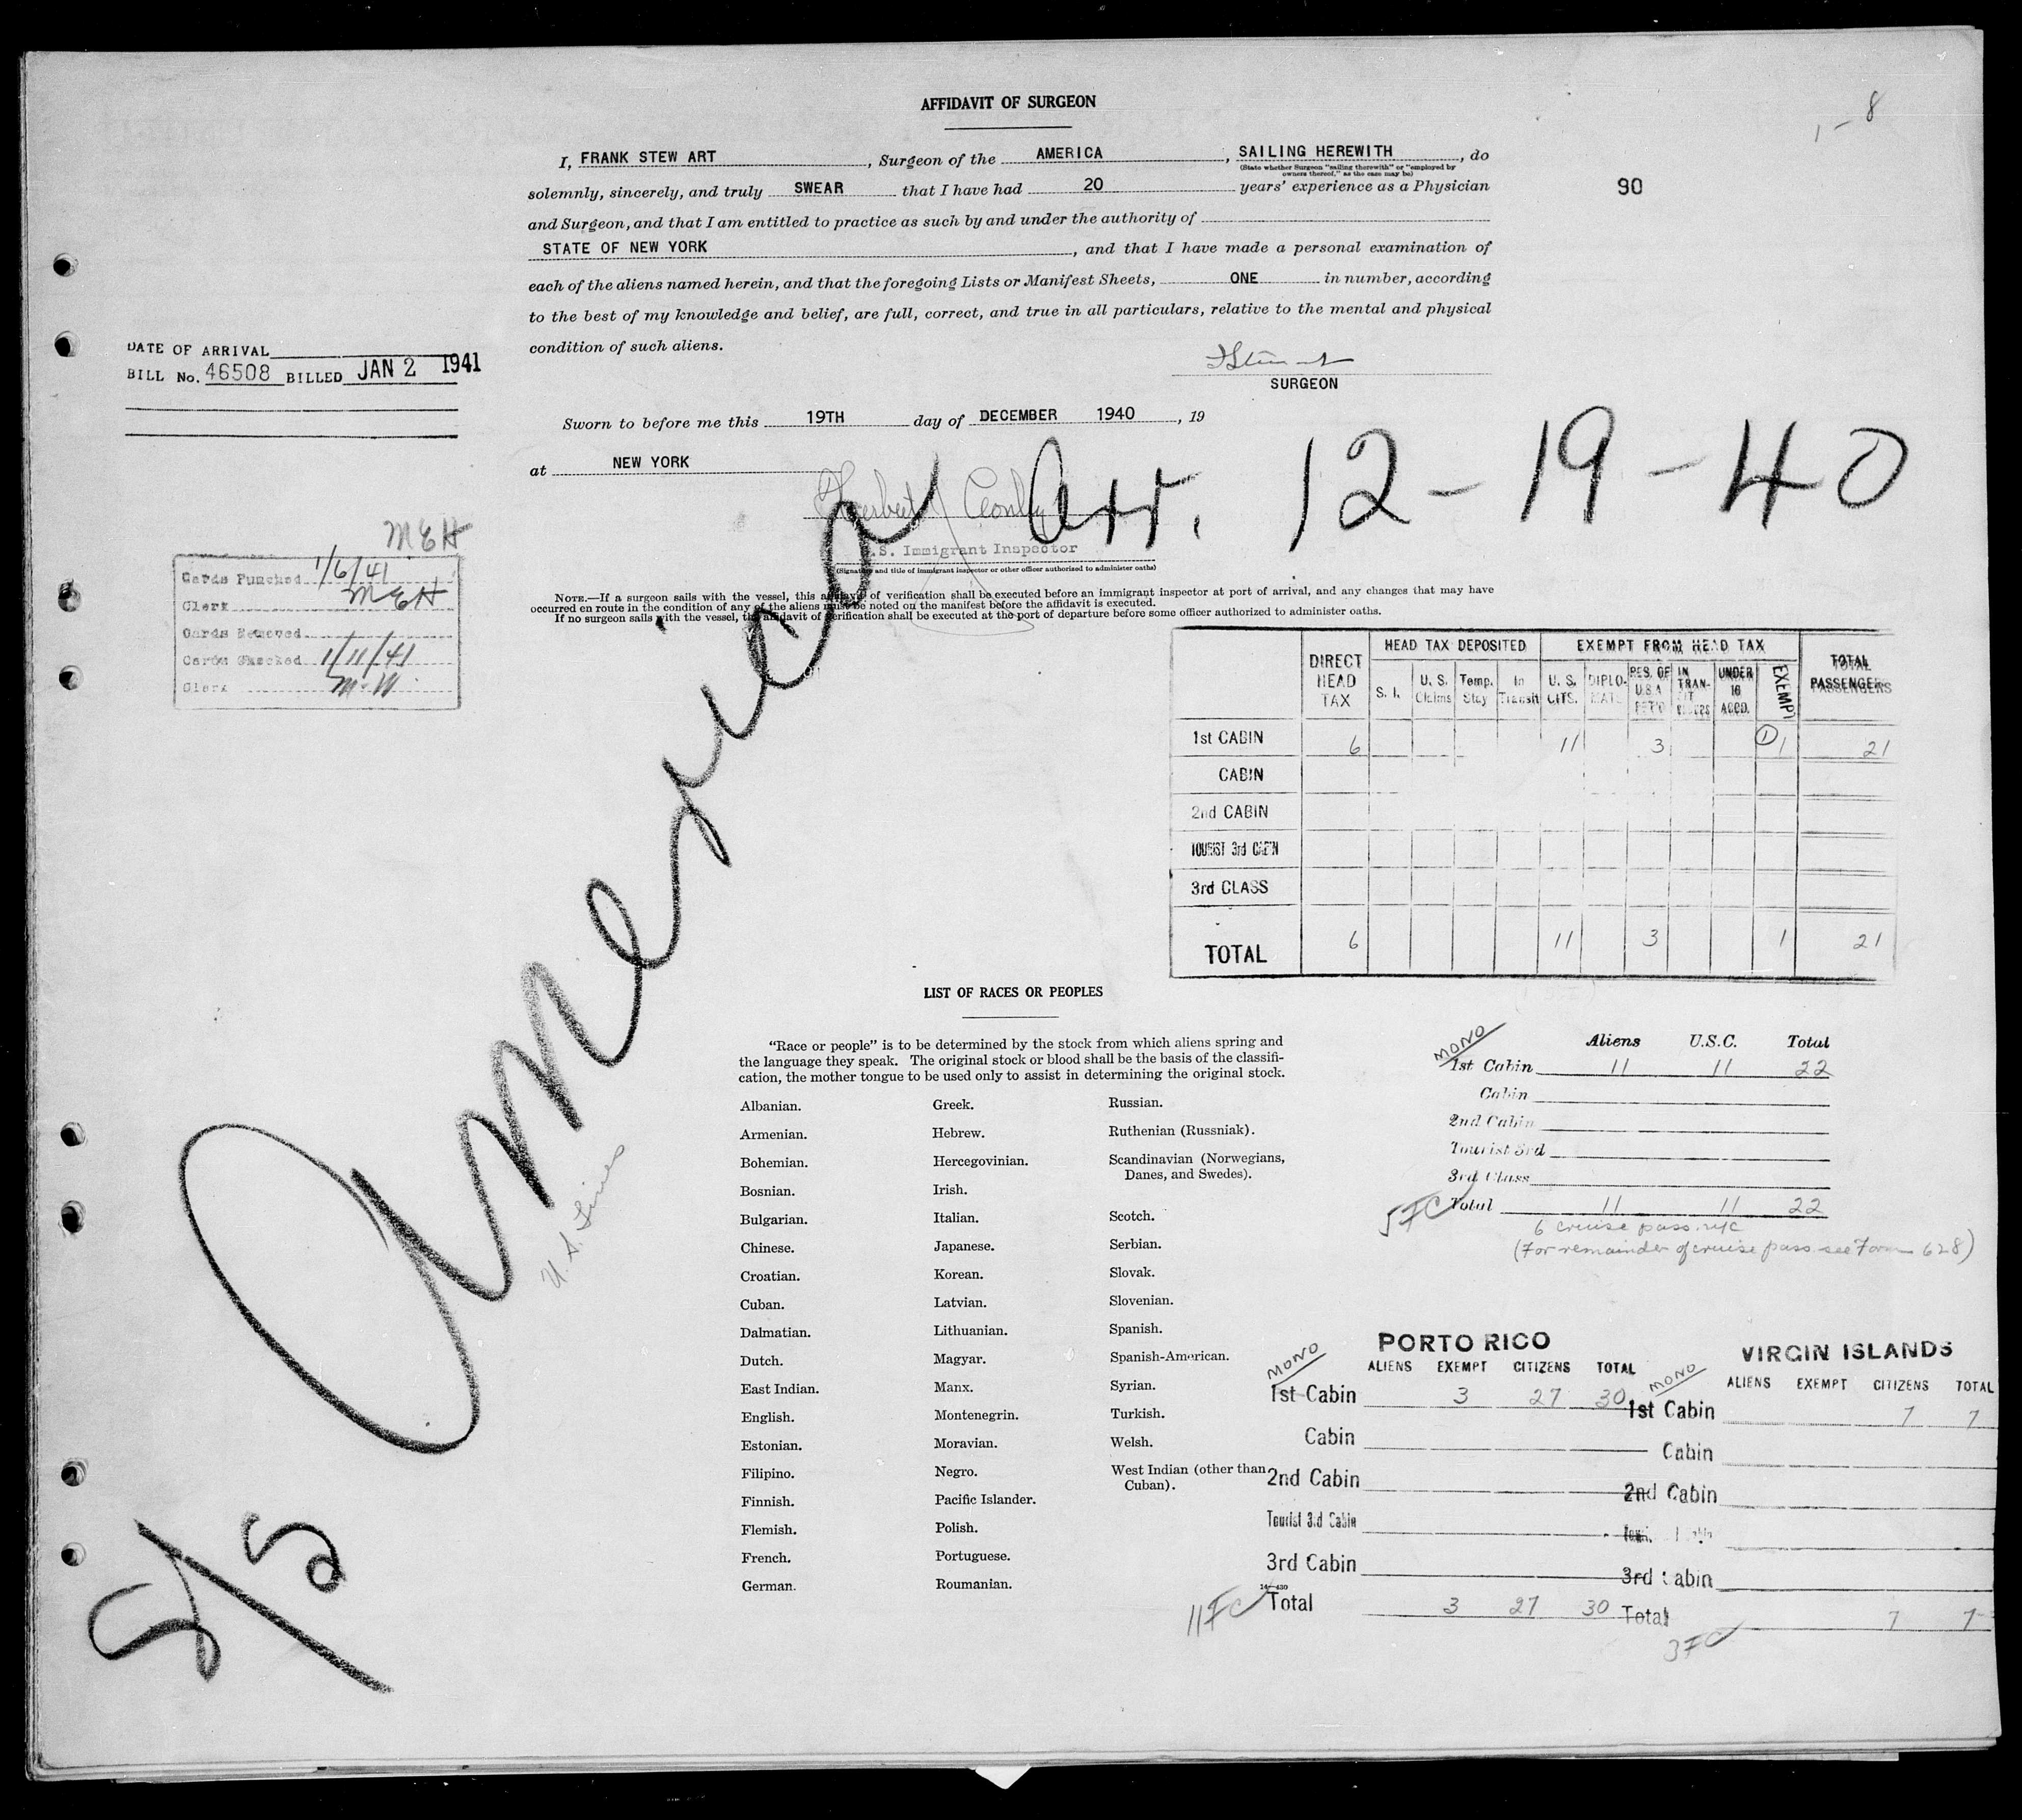 AFFIDAVIT OF SURGEON
1 - 8
I, FRANK STEW ART, Surgeon of the AMERICA, SAILING HEREWITH, do
(State whether Surgeon "sailing therewith" or "employed by
owners thereof," as the case may be)
solemnly, sincerely, and truly SWEAR that I have had 20 years' experience as a Physician
90
and Surgeon, and that I am entitled to practice as such by and under the authority of
STATE OF NEW YORK, and that I have made a personal examination of
each of the aliens named herein, and that the foregoing Lists or Manifest Sheets, ONE in number, according
to the best of my knowledge and belief, are full, correct, and true in all particulars, relative to the mental and physical
condition of such aliens.
DATE OF ARRIVAL
BILL No. 46508 BILLED JAN 2 1941
SURGEON
Sworn to before me this 19TH day of DECEMBER 1940, 19
at NEW YORK
Arr. 12-19-40
U.S. Immigrant Inspector
(Signature and title of immigrant inspector or other officer authorized to administer oaths)
MEH
Cards Punched 1/6/41
Clerk MEH
Cards Removed
Cards Checked 1/11/41
Clerk
NOTE.—If a surgeon sails with the vessel, this affidavit of verification shall be executed before an immigrant inspector at port of arrival, and any changes that may have
occurred en route in the condition of any of the aliens must be noted on the manifest before the affidavit is executed.
If no surgeon sails with the vessel, the affidavit of verification shall be executed at the port of departure before some officer authorized to administer oaths.
DIRECT HEAD TAX HEAD TAX DEPOSITED EXEMPT FROM HEAD TAX TOTAL PASSENGERS
S. I. U. S. Claims Temp. Stay In Transit U. S. CITS. DIPLOMATS RES. OF U.S.A. RET'G IN TRANSIT UNDER 16 ACCD. EXEMPT
1st CABIN 6 11 3 1 1 21
CABIN
2nd CABIN
TOURIST 3rd CABIN
3rd CLASS
TOTAL 6 11 3 1 21
America
U.S. Lines
5/5
LIST OF RACES OR PEOPLES
"Race or people" is to be determined by the stock from which aliens spring and
the language they speak. The original stock or blood shall be the basis of the classifi-
cation, the mother tongue to be used only to assist in determining the original stock.
Albanian.
Armenian.
Bohemian.
Bosnian.
Bulgarian.
Chinese.
Croatian.
Cuban.
Dalmatian.
Dutch.
East Indian.
English.
Estonian.
Filipino.
Finnish.
Flemish.
French.
German.
Greek.
Hebrew.
Hercegovinian.
Irish.
Italian.
Japanese.
Korean.
Latvian.
Lithuanian.
Magyar.
Manx.
Montenegrin.
Moravian.
Negro.
Pacific Islander.
Polish.
Portuguese.
Roumanian.
Russian.
Ruthenian (Russniak).
Scandinavian (Norwegians,
Danes, and Swedes).
Scotch.
Serbian.
Slovak.
Slovenian.
Spanish.
Spanish-American.
Syrian.
Turkish.
Welsh.
West Indian (other than
Cuban).
14—430
MONO
Aliens U.S.C. Total
1st Cabin 11 11 22
Cabin
2nd Cabin
Tourist 3rd
3rd Class
5FC Total 11 11 22
6 cruise pass. NYC
(For remainder of cruise pass see Form 628)
PORTO RICO
MONO
ALIENS EXEMPT CITIZENS TOTAL
1st Cabin 3 27 30
Cabin
2nd Cabin
Tourist 3rd Cabin
3rd Cabin
11FC Total 3 27 30
VIRGIN ISLANDS
MONO
ALIENS EXEMPT CITIZENS TOTAL
1st Cabin 7 7
Cabin
2nd Cabin
3rd Cabin
Total 7 7
3FC